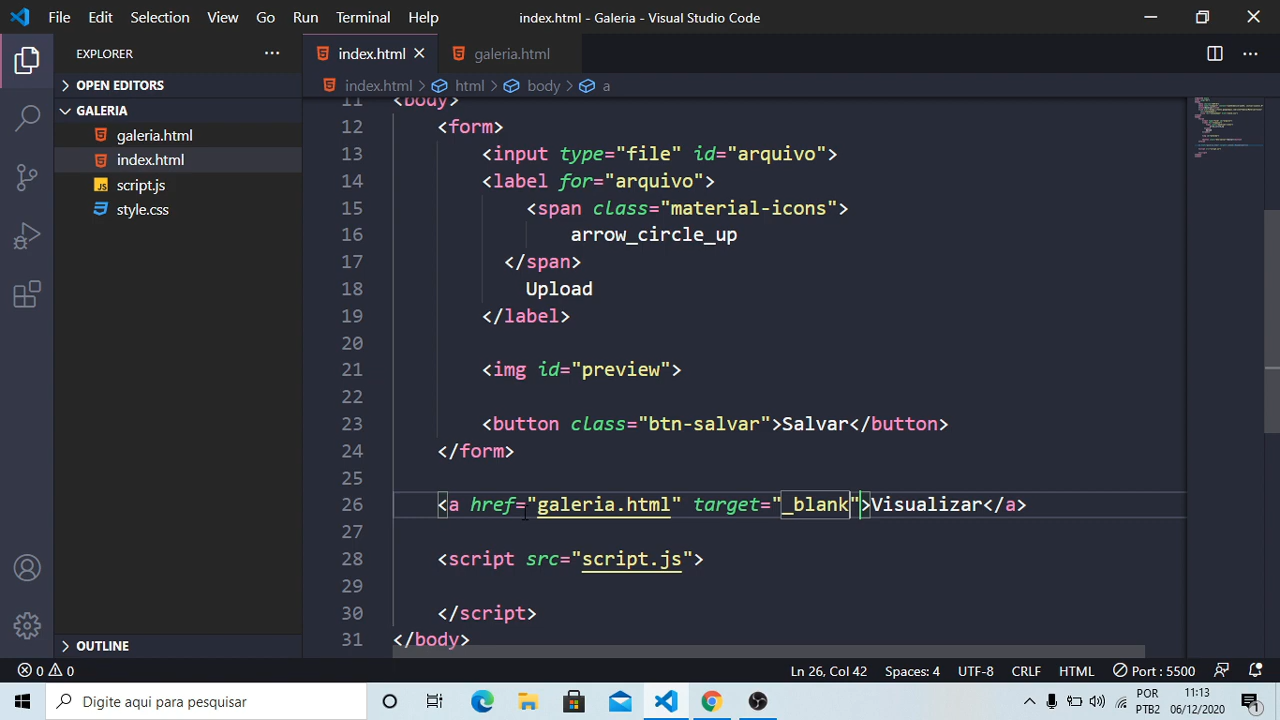 File Edit Selection View Go Run Terminal Help index.html - Galeria - Visual Studio Code
EXPLORER
OPEN EDITORS
GALERIA
galeria.html
index.html
script.js
style.css
OUTLINE
index.html galeria.html
index.html html body a
11 <body>
12 <form>
13 <input type="file" id="arquivo">
14 <label for="arquivo">
15 <span class="material-icons">
16 arrow_circle_up
17 </span>
18 Upload
19 </label>
20
21 <img id="preview">
22
23 <button class="btn-salvar">Salvar</button>
24 </form>
25
26 <a href="galeria.html" target="_blank">Visualizar</a>
27
28 <script src="script.js">
29
30 </script>
31 </body>
0 0 Ln 26, Col 42 Spaces: 4 UTF-8 CRLF HTML Port : 5500
Digite aqui para pesquisar
POR
PTB2
11:13
06/12/2020
1